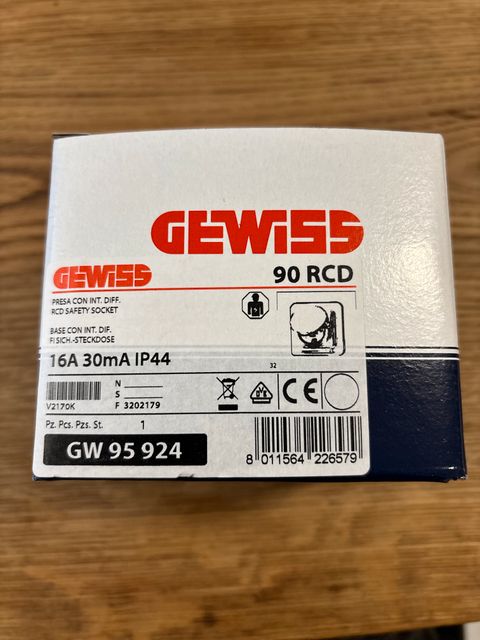 GEWISS
90 RCD
GEWISS
PRESA CON INT. DIFF.
RCD SAFETY SOCKET
BASE CON INT. DIF.
FI SICH.-STECKDOSE
16A 30mA IP44
32
N
S
F 3202179
V2170K
CE
Pz. Pcs. Pzs. St. 1
GW 95 924
8 011564 226579